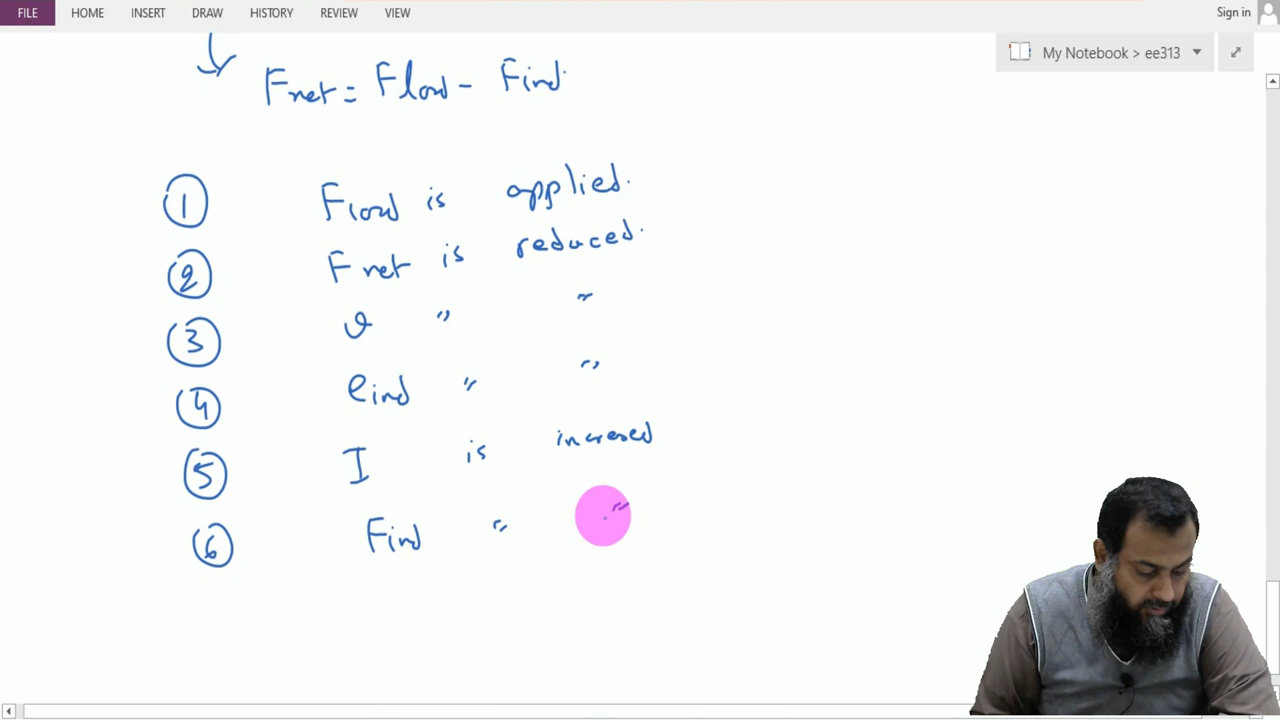 FILE HOME INSERT DRAW HISTORY REVIEW VIEW Sign in
My Notebook > ee313
Fnet = Fload - Find.
1 Fload is applied.
2 Fnet is reduced.
3 v " "
4 eind " "
5 I is increased
6 Find " "